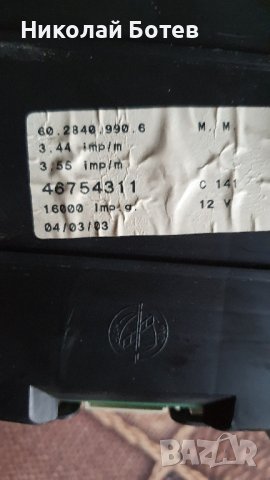 Николай Ботев
60.2840.990.6 M.M.
3.44 imp/m
3.55 imp/m
46754311 C 141
16000 Imp g. 12 V
04/03/03
BAZAR